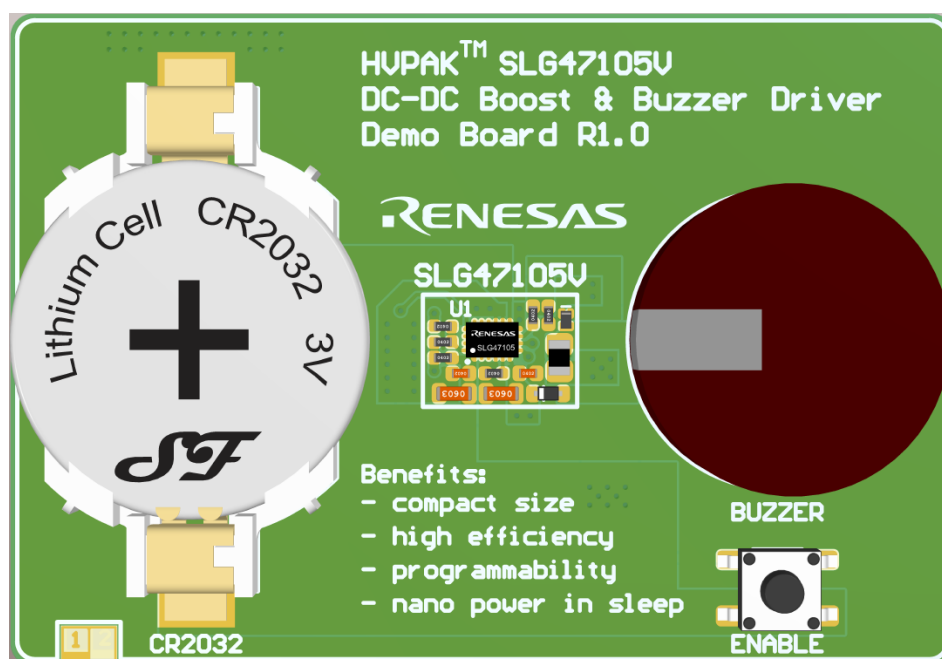 HVPAK™ SLG47105V
DC-DC Boost & Buzzer Driver
Demo Board R1.0
Lithium Cell CR2032 3V
SF
RENESAS
SLG47105V
U1
RENESAS
SLG47105
0603
0603
Benefits:
- compact size
- high efficiency
- programmability
- nano power in sleep
BUZZER
ENABLE
CR2032
1